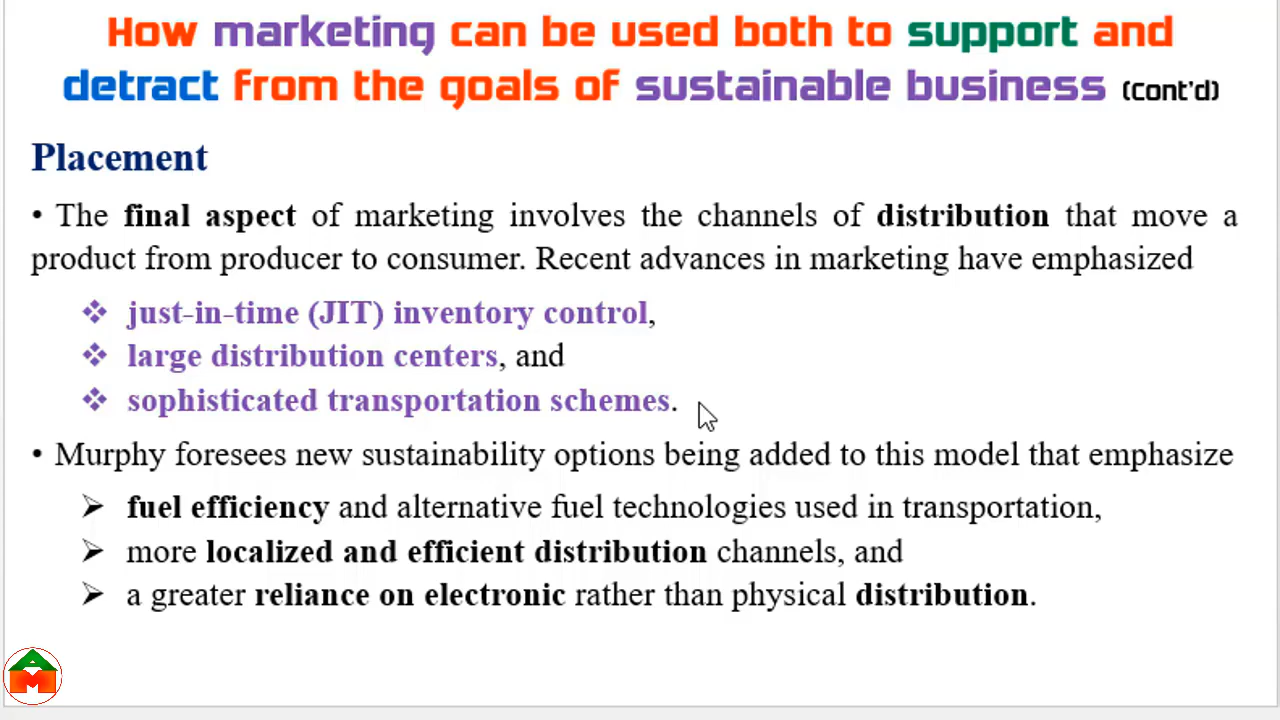 How marketing can be used both to support and
detract from the goals of sustainable business (Cont'd)
Placement
• The final aspect of marketing involves the channels of distribution that move a
product from producer to consumer. Recent advances in marketing have emphasized
❖ just-in-time (JIT) inventory control,
❖ large distribution centers, and
❖ sophisticated transportation schemes.
• Murphy foresees new sustainability options being added to this model that emphasize
➢ fuel efficiency and alternative fuel technologies used in transportation,
➢ more localized and efficient distribution channels, and
➢ a greater reliance on electronic rather than physical distribution.